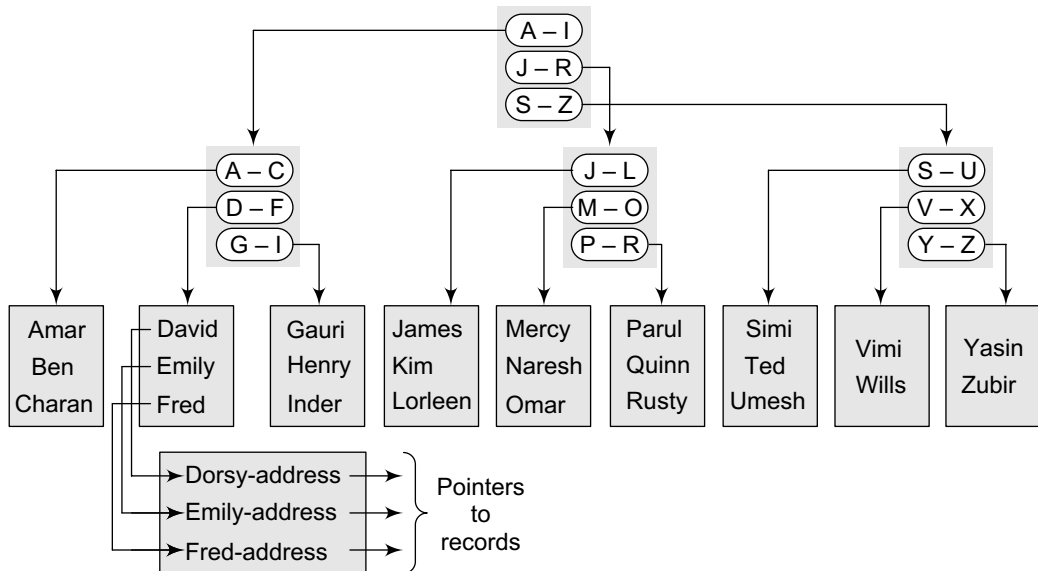 A – I
J – R
S – Z
A – C
D – F
G – I
J – L
M – O
P – R
S – U
V – X
Y – Z
Amar
Ben
Charan
David
Emily
Fred
Gauri
Henry
Inder
James
Kim
Lorleen
Mercy
Naresh
Omar
Parul
Quinn
Rusty
Simi
Ted
Umesh
Vimi
Wills
Yasin
Zubir
Dorsy-address
Emily-address
Fred-address
Pointers
to
records